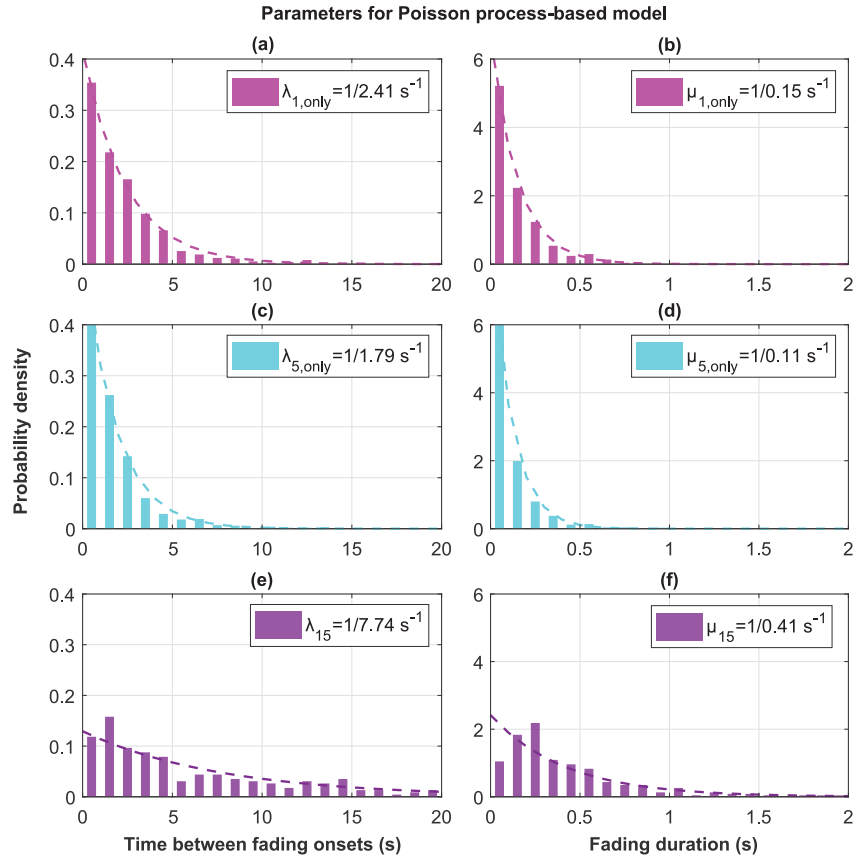 Parameters for Poisson process-based model
(a)
(b)
0.4
0.3
0.2
0.1
0
λ1,only=1/2.41 s-1
0 5 10 15 20
6
4
2
0
μ1,only=1/0.15 s-1
0 0.5 1 1.5 2
(c)
(d)
0.4
0.3
0.2
0.1
0
λ5,only=1/1.79 s-1
0 5 10 15 20
6
4
2
0
μ5,only=1/0.11 s-1
0 0.5 1 1.5 2
Probability density
(e)
(f)
0.4
0.3
0.2
0.1
0
λ15=1/7.74 s-1
0 5 10 15 20
Time between fading onsets (s)
6
4
2
0
μ15=1/0.41 s-1
0 0.5 1 1.5 2
Fading duration (s)